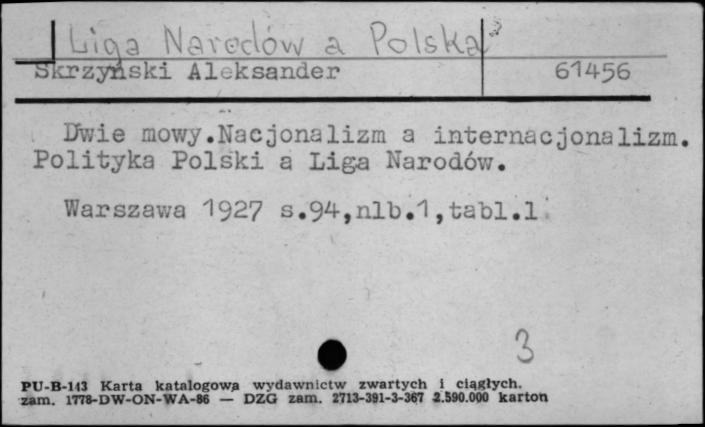 Liga Narodów a Polska
Skrzyński Aleksander 61456
Dwie mowy.Nacjonalizm a internacjonalizm.
Polityka Polski a Liga Narodów.
Warszawa 1927 s.94,nlb.1,tabl.1
3
PU-B-143 Karta katalogowa wydawnictw zwartych i ciągłych.
zam. 1778-DW-ON-WA-86 — DZG zam. 2713-391-3-367 2.590.000 karton